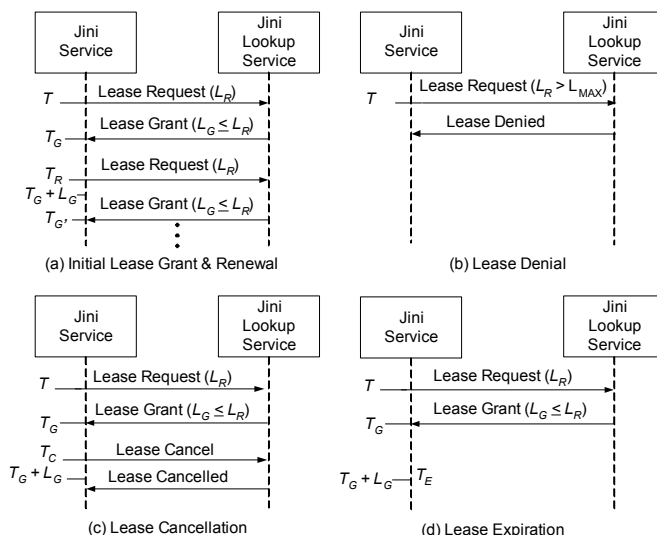 Jini
Service
Jini
Lookup
Service
T
Lease Request (L_R)
T_G
Lease Grant (L_G ≤ L_R)
T_R
Lease Request (L_R)
T_G + L_G
Lease Grant (L_G ≤ L_R)
T_G'
(a) Initial Lease Grant & Renewal
Jini
Service
Jini
Lookup
Service
T
Lease Request (L_R > L_MAX)
Lease Denied
(b) Lease Denial
Jini
Service
Jini
Lookup
Service
T
Lease Request (L_R)
T_G
Lease Grant (L_G ≤ L_R)
T_C
Lease Cancel
T_G + L_G
Lease Cancelled
(c) Lease Cancellation
Jini
Service
Jini
Lookup
Service
T
Lease Request (L_R)
T_G
Lease Grant (L_G ≤ L_R)
T_G + L_G
T_E
(d) Lease Expiration